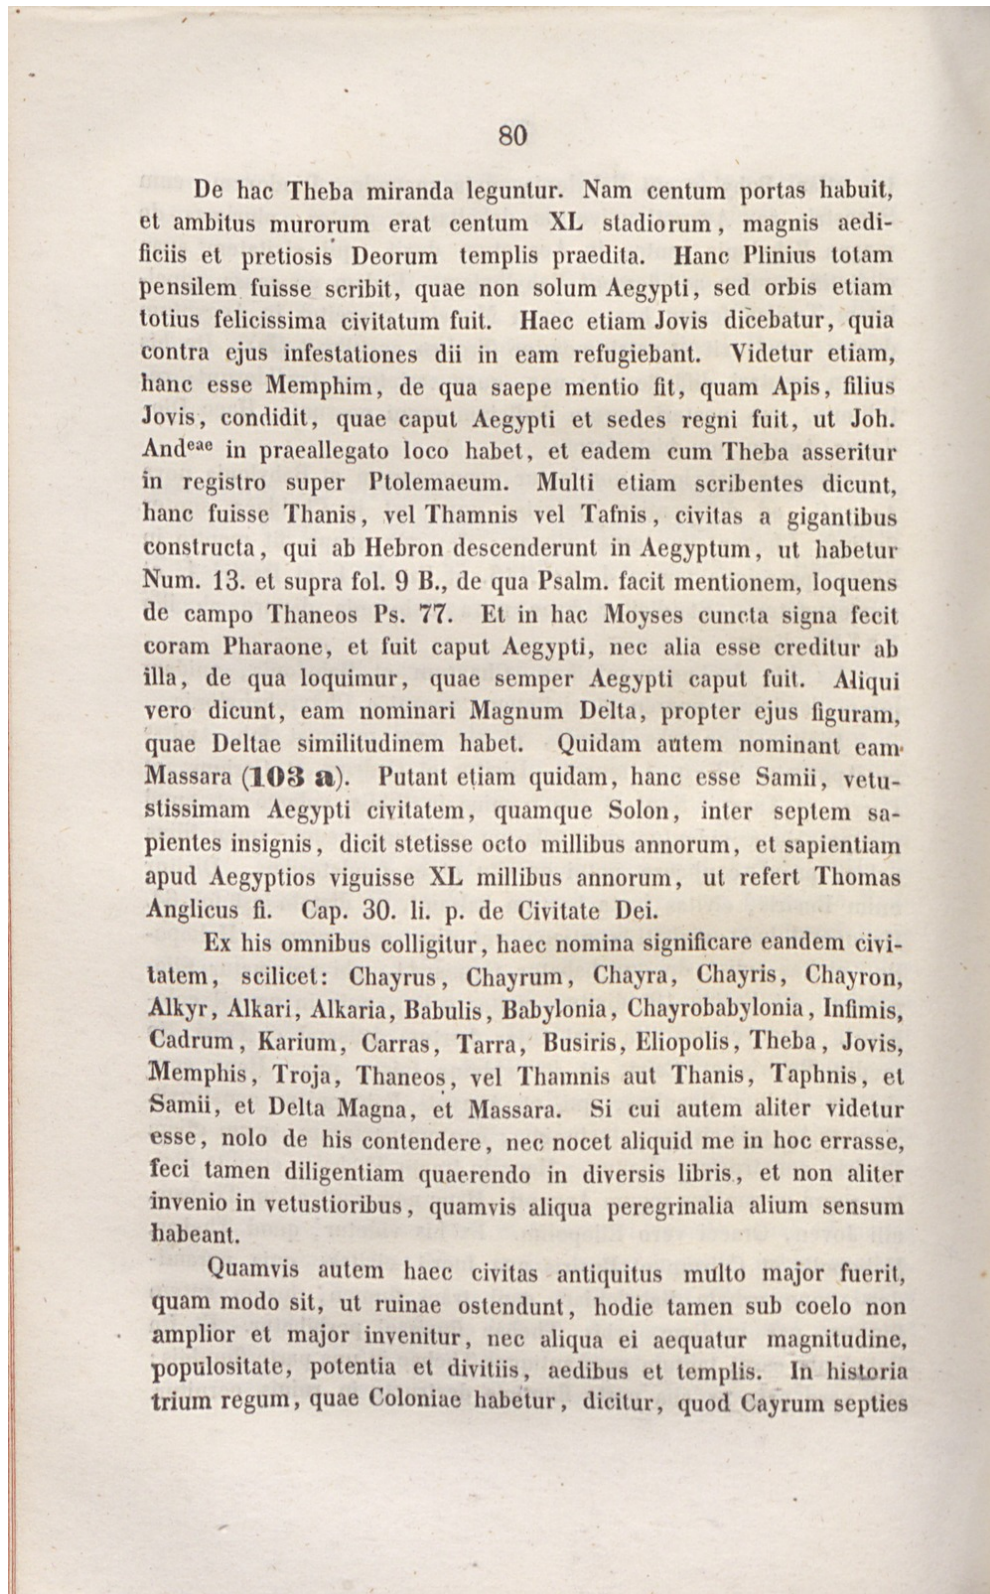 80
De hac Theba miranda leguntur. Nam centum portas habuit,
et ambitus murorum erat centum XL stadiorum, magnis aedi-
ficiis et pretiosis Deorum templis praedita. Hanc Plinius totam
pensilem fuisse scribit, quae non solum Aegypti, sed orbis etiam
totius felicissima civitatum fuit. Haec etiam Jovis dicebatur, quia
contra ejus infestationes dii in eam refugiebant. Videtur etiam,
hanc esse Memphim, de qua saepe mentio fit, quam Apis, filius
Jovis, condidit, quae caput Aegypti et sedes regni fuit, ut Joh.
Andeae in praeallegato loco habet, et eadem cum Theba asseritur
in registro super Ptolemaeum. Multi etiam scribentes dicunt,
hanc fuisse Thanis, vel Thamnis vel Tafnis, civitas a gigantibus
constructa, qui ab Hebron descenderunt in Aegyptum, ut habetur
Num. 13. et supra fol. 9 B., de qua Psalm. facit mentionem, loquens
de campo Thaneos Ps. 77. Et in hac Moyses cuncta signa fecit
coram Pharaone, et fuit caput Aegypti, nec alia esse creditur ab
illa, de qua loquimur, quae semper Aegypti caput fuit. Aliqui
vero dicunt, eam nominari Magnum Delta, propter ejus figuram,
quae Deltae similitudinem habet. Quidam autem nominant eam
Massara (103 a). Putant etiam quidam, hanc esse Samii, vetu-
stissimam Aegypti civitatem, quamque Solon, inter septem sa-
pientes insignis, dicit stetisse octo millibus annorum, et sapientiam
apud Aegyptios viguisse XL millibus annorum, ut refert Thomas
Anglicus fi. Cap. 30. li. p. de Civitate Dei.
Ex his omnibus colligitur, haec nomina significare eandem civi-
tatem, scilicet: Chayrus, Chayrum, Chayra, Chayris, Chayron,
Alkyr, Alkari, Alkaria, Babulis, Babylonia, Chayrobabylonia, Infimis,
Cadrum, Karium, Carras, Tarra, Busiris, Eliopolis, Theba, Jovis,
Memphis, Troja, Thaneos, vel Thamnis aut Thanis, Taphnis, et
Samii, et Delta Magna, et Massara. Si cui autem aliter videtur
esse, nolo de his contendere, nec nocet aliquid me in hoc errasse,
feci tamen diligentiam quaerendo in diversis libris, et non aliter
invenio in vetustioribus, quamvis aliqua peregrinalia alium sensum
habeant.
Quamvis autem haec civitas antiquitus multo major fuerit,
quam modo sit, ut ruinae ostendunt, hodie tamen sub coelo non
amplior et major invenitur, nec aliqua ei aequatur magnitudine,
populositate, potentia et divitiis, aedibus et templis. In historia
trium regum, quae Coloniae habetur, dicitur, quod Cayrum septies